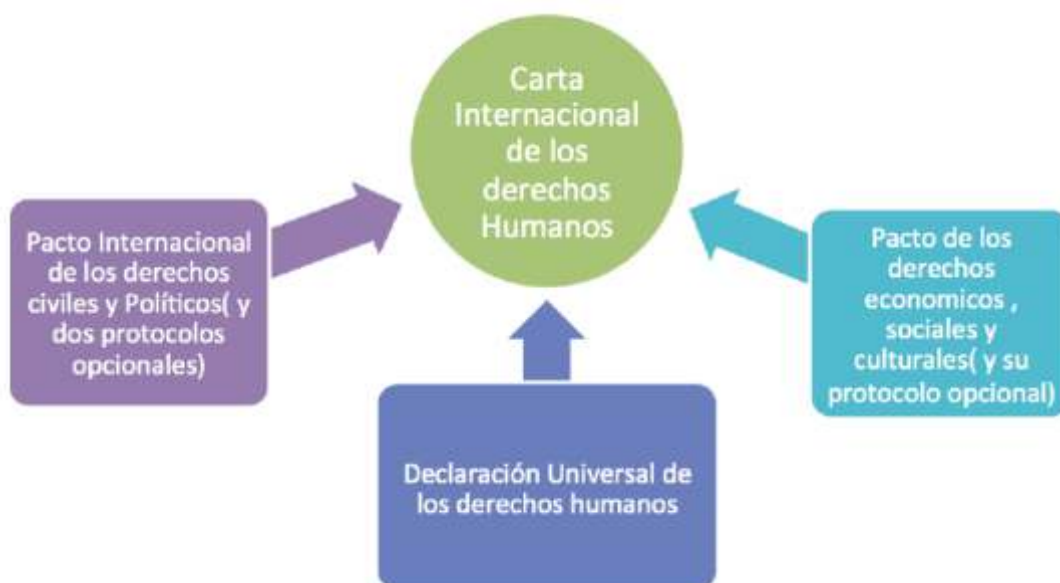 Carta
Internacional
de los
derechos
Humanos
Pacto Internacional
de los derechos
civiles y Políticos( y
dos protocolos
opcionales)
Pacto de los
derechos
economicos ,
sociales y
culturales( y su
protocolo opcional)
Declaración Universal de
los derechos humanos